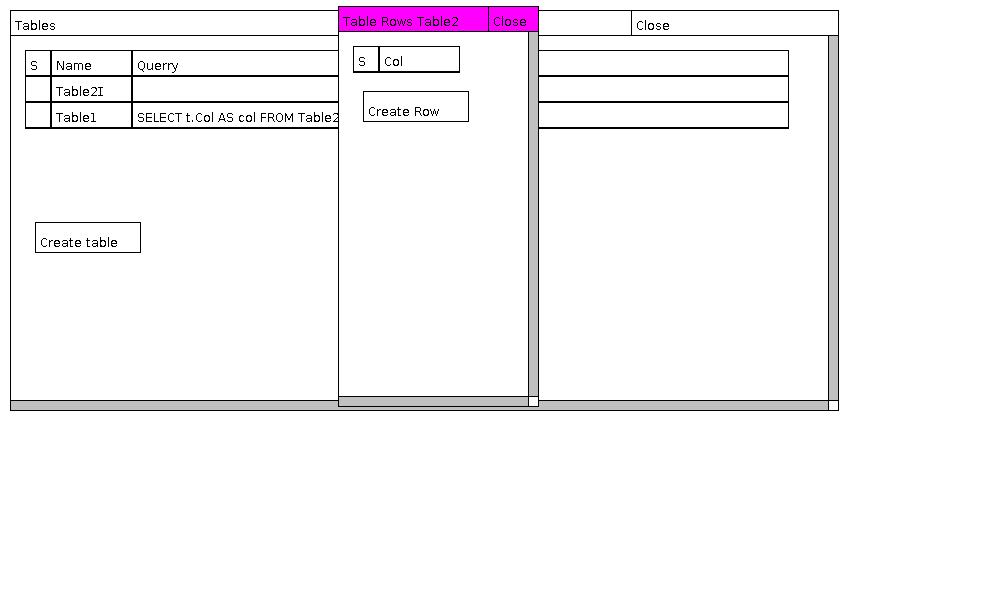 Tables
Close
S Name Querry
Table2I
Table1 SELECT t.Col AS col FROM Table2
Create table
Table Rows Table2 Close
S Col
Create Row